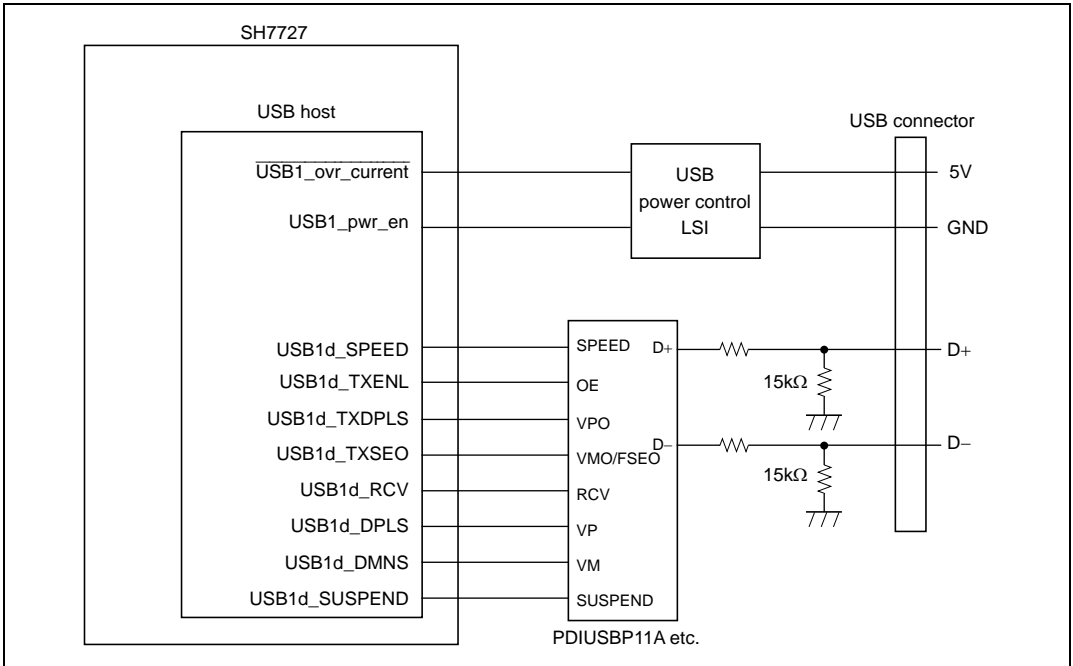 SH7727
USB host
USB connector
USB1_ovr_current
USB1_pwr_en
USB
power control
LSI
5V
GND
USB1d_SPEED
USB1d_TXENL
USB1d_TXDPLS
USB1d_TXSEO
USB1d_RCV
USB1d_DPLS
USB1d_DMNS
USB1d_SUSPEND
SPEED
OE
VPO
VMO/FSEO
RCV
VP
VM
SUSPEND
D+
D−
15kΩ
15kΩ
D+
D−
PDIUSBP11A etc.